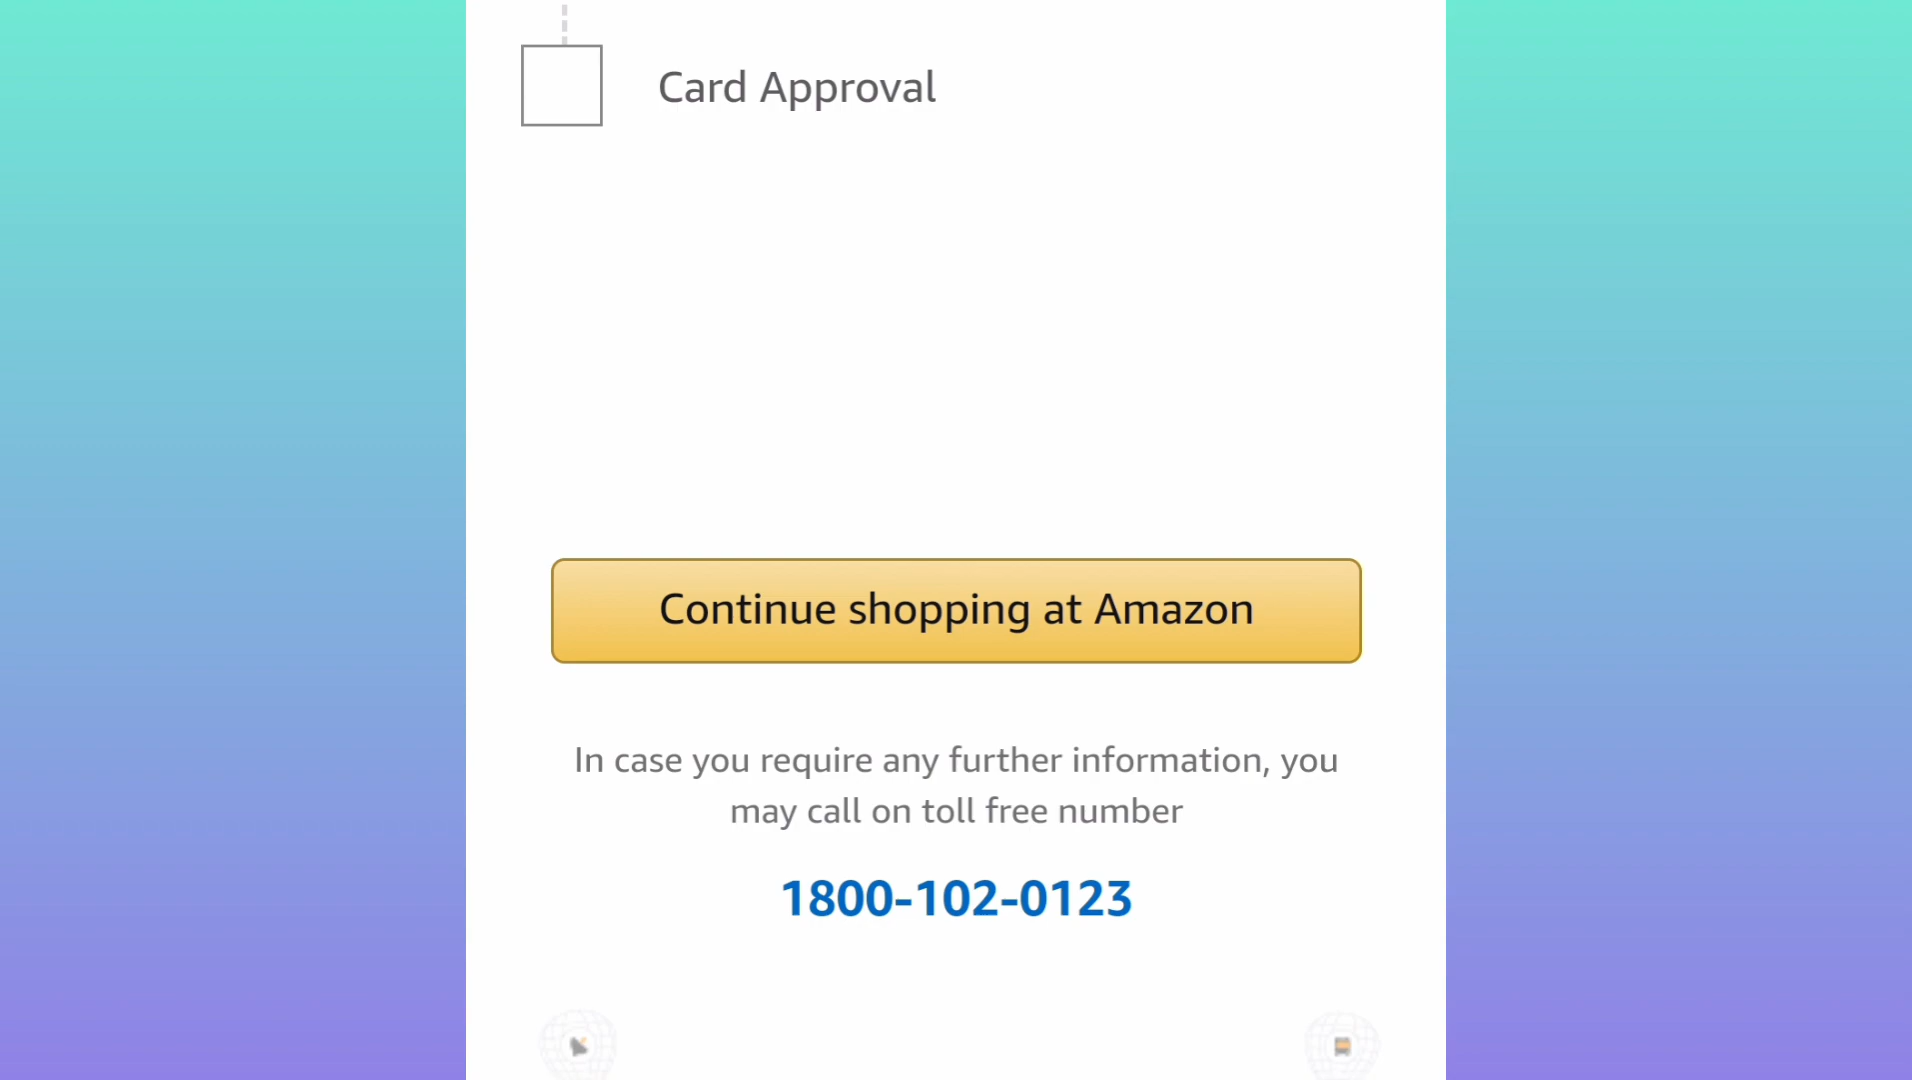 Card Approval
Continue shopping at Amazon
In case you require any further information, you
may call on toll free number
1800-102-0123